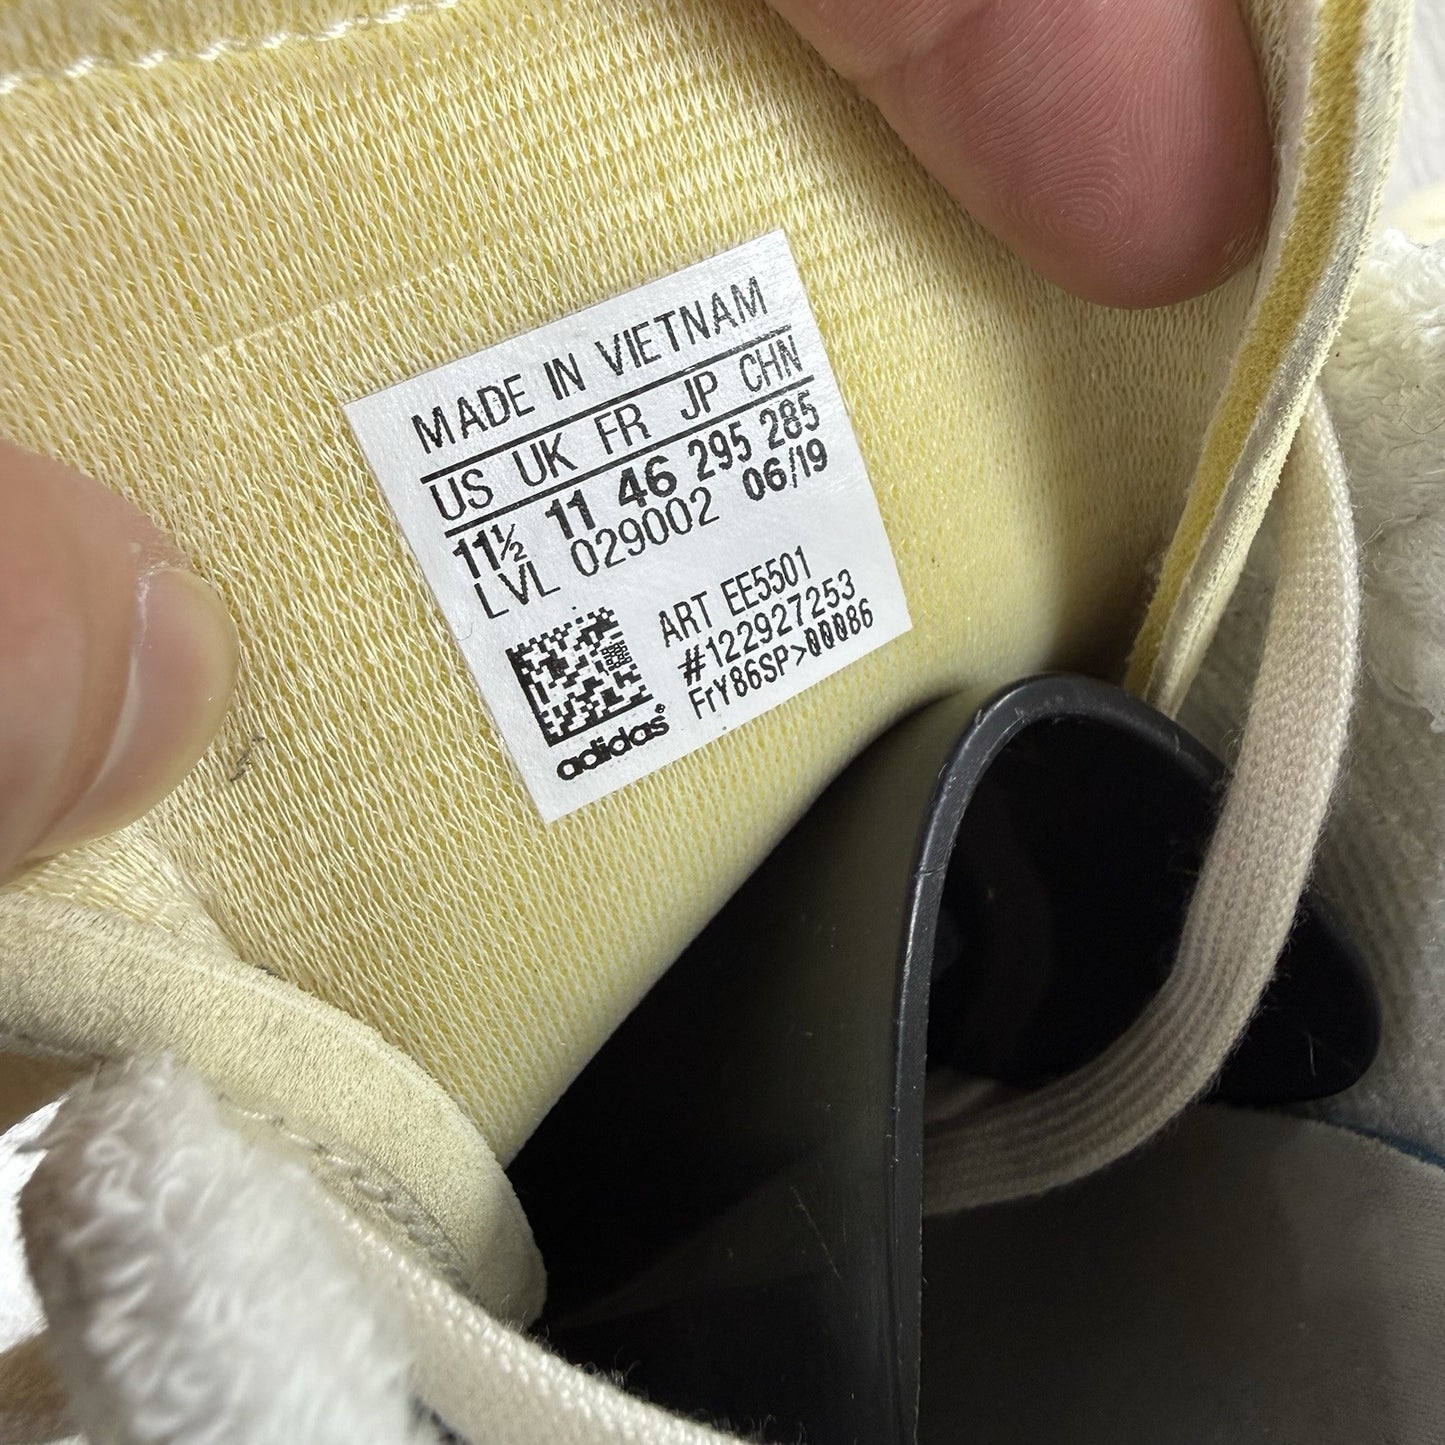 MADE IN VIETNAM
US UK FR JP CHN
11½ 11 46 295 285
LVL 029002 06/19
ART EE5501
#122927253
FrY86SP>00086
adidas®